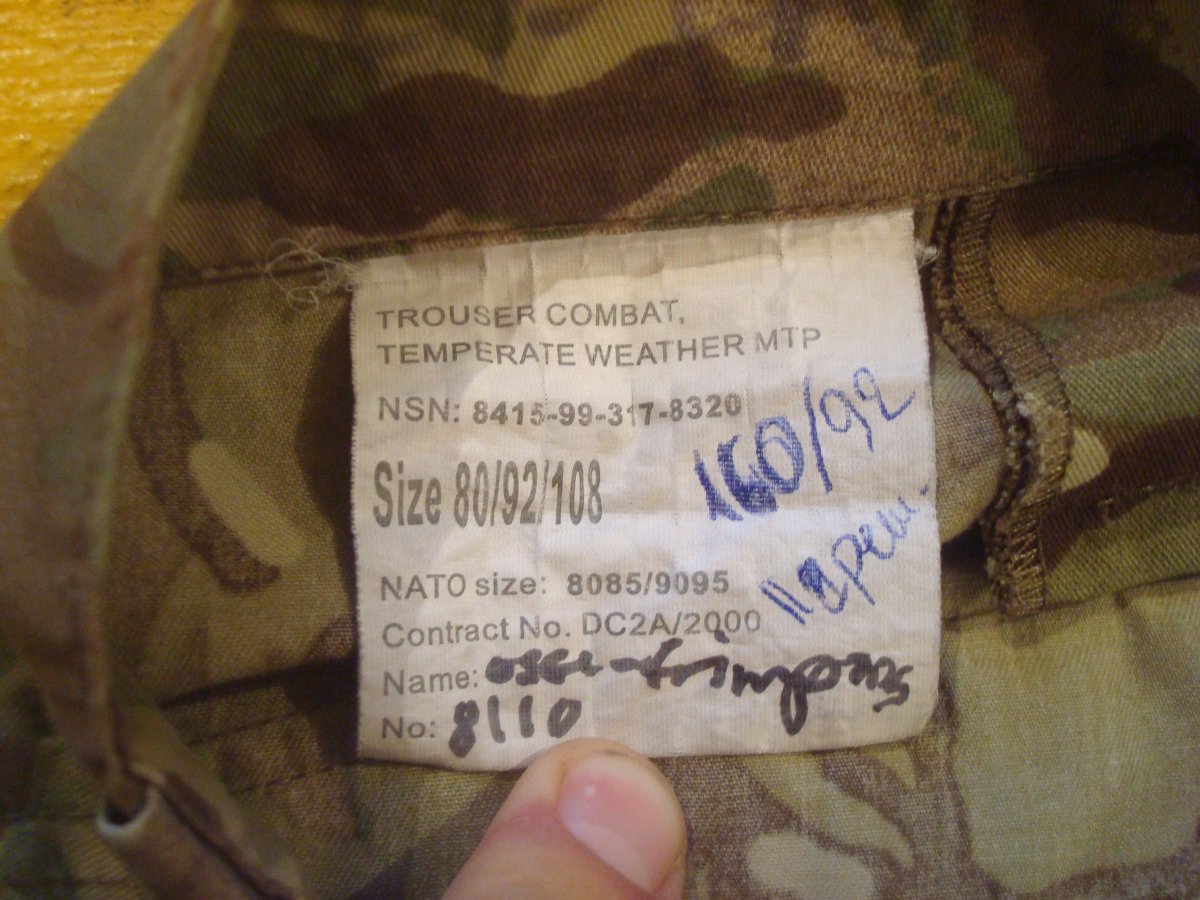 TROUSER COMBAT,
TEMPERATE WEATHER MTP
NSN: 8415-99-317-8320
160/92
Size 80/92/108
NATO size: 8085/9095
Contract No. DC2A/2000
Name:
No: 8110